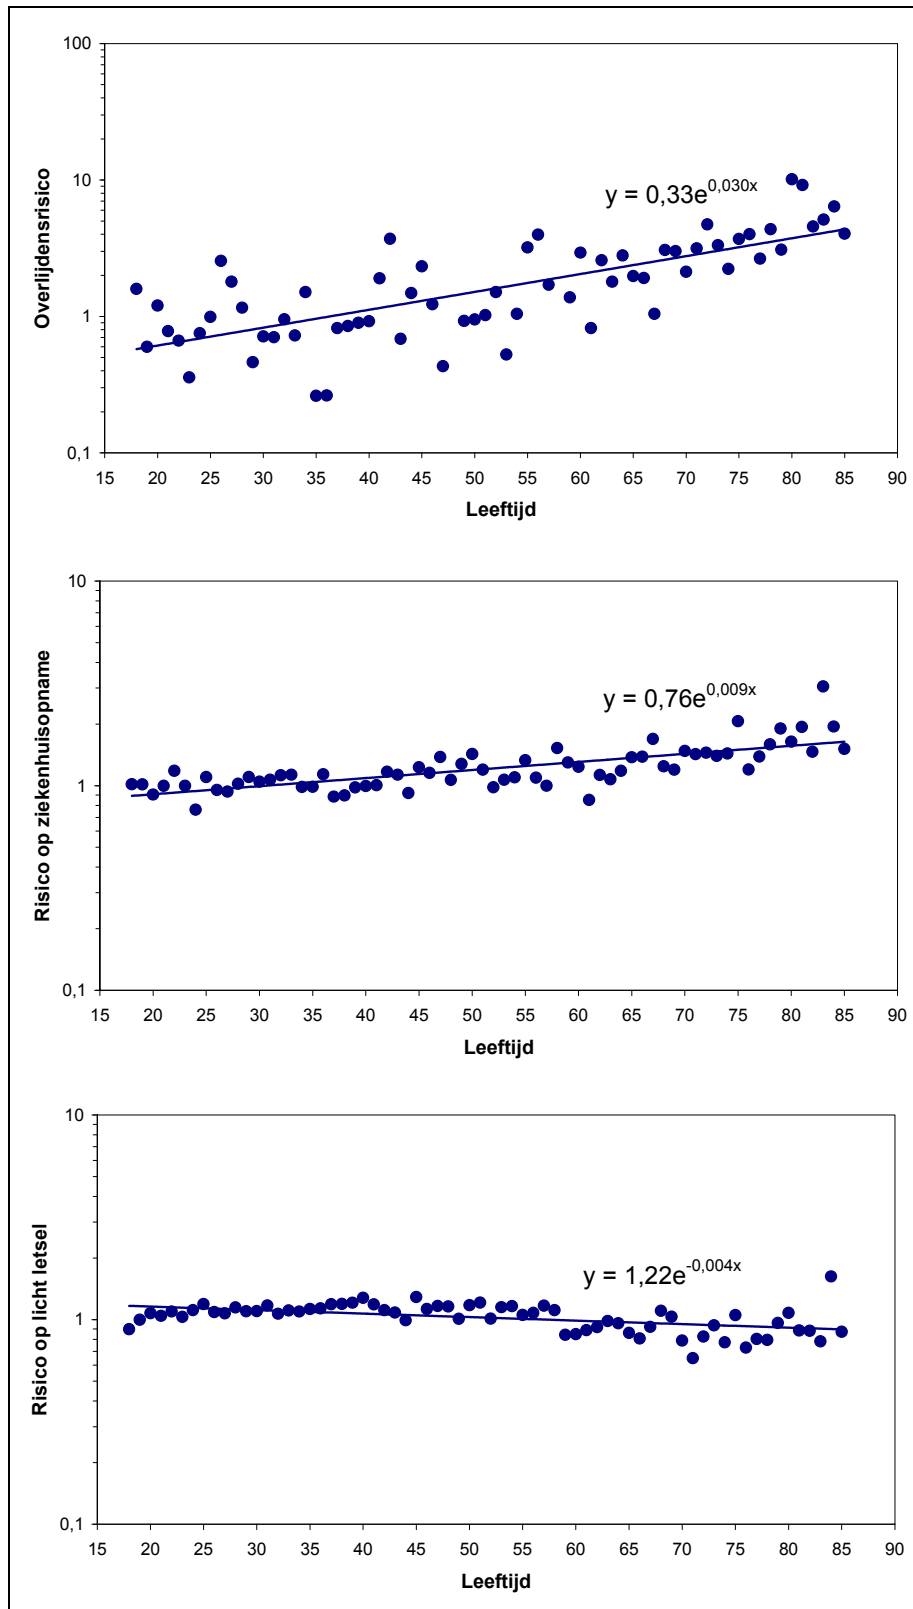 100
10
1
0,1
Overlijdensrisico
y = 0,33e^0,030x
15 20 25 30 35 40 45 50 55 60 65 70 75 80 85 90
Leeftijd
10
1
0,1
Risico op ziekenhuisopname
y = 0,76e^0,009x
15 20 25 30 35 40 45 50 55 60 65 70 75 80 85 90
Leeftijd
10
1
0,1
Risico op licht letsel
y = 1,22e^-0,004x
15 20 25 30 35 40 45 50 55 60 65 70 75 80 85 90
Leeftijd